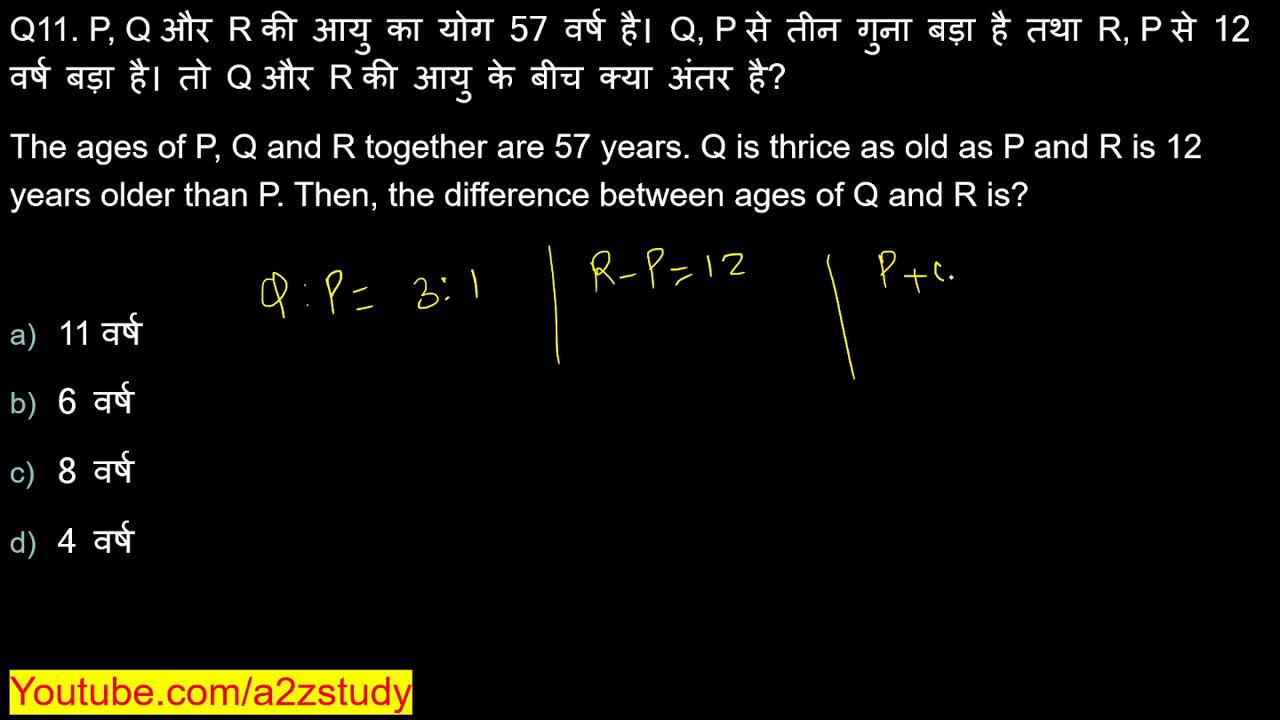 Q11. P, Q और R की आयु का योग 57 वर्ष है। Q, P से तीन गुना बड़ा है तथा R, P से 12
वर्ष बड़ा है। तो Q और R की आयु के बीच क्या अंतर है?
The ages of P, Q and R together are 57 years. Q is thrice as old as P and R is 12
years older than P. Then, the difference between ages of Q and R is?
Q : P = 3 : 1
R - P = 12
P +
a) 11 वर्ष
b) 6 वर्ष
c) 8 वर्ष
d) 4 वर्ष
Youtube.com/a2zstudy